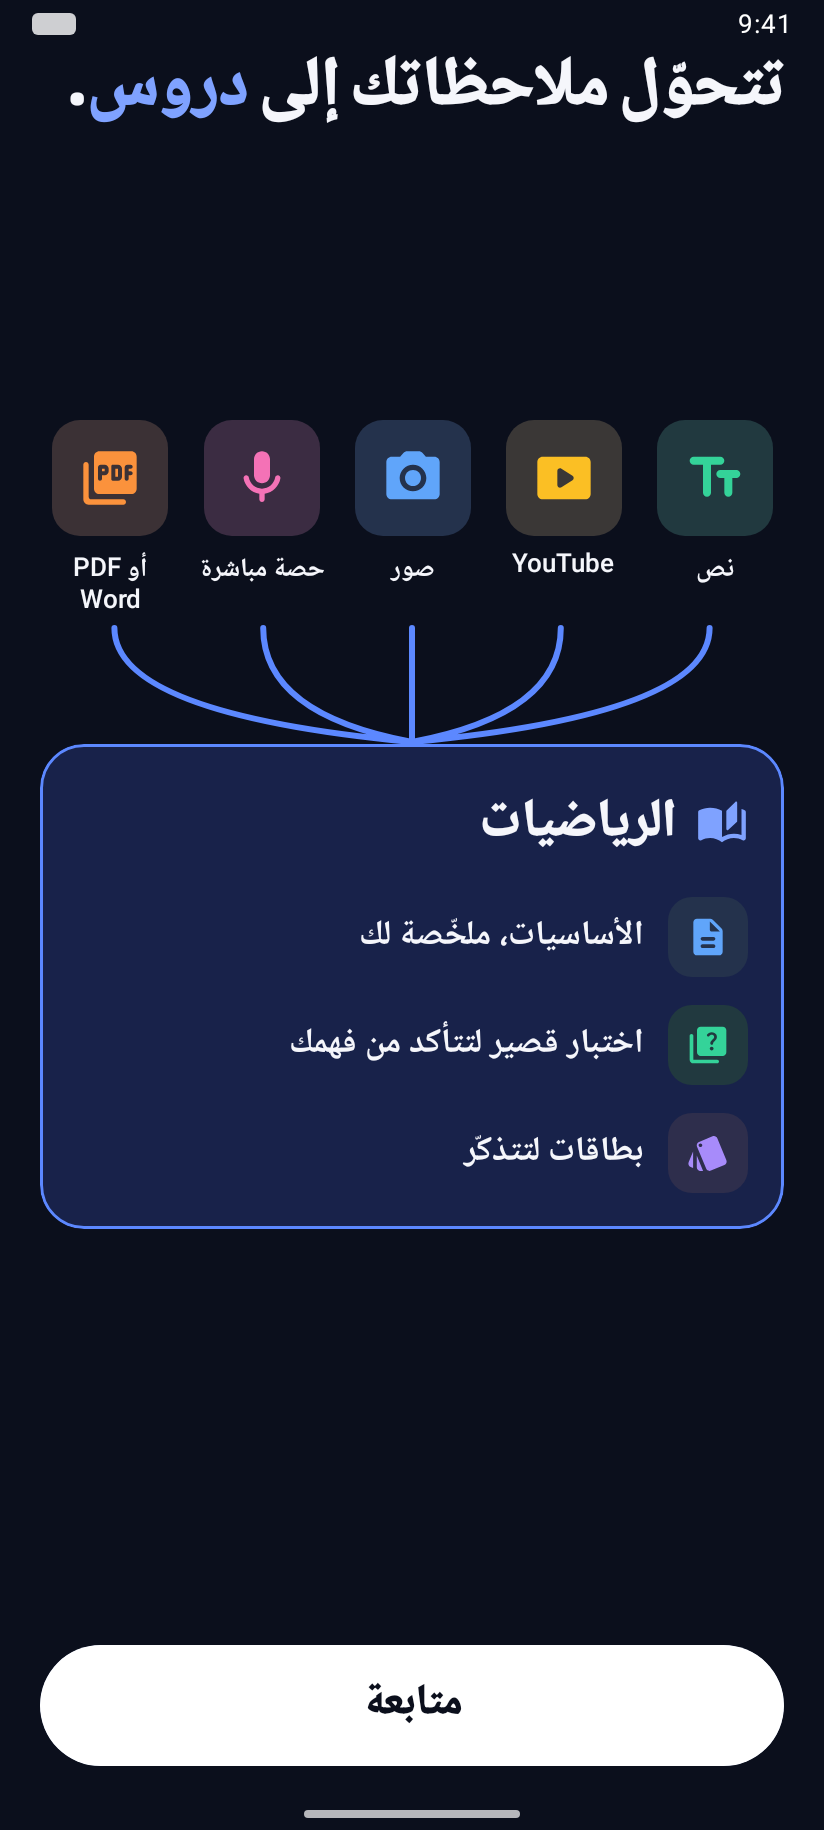 9:41
تتحوّل ملاحظاتك إلى دروس.
نص
YouTube
صور
حصة مباشرة
PDF
PDF أو
Word
الرياضيات
الأساسيات، ملخّصة لك
?
اختبار قصير لتتأكد من فهمك
بطاقات لتتذكّر
متابعة